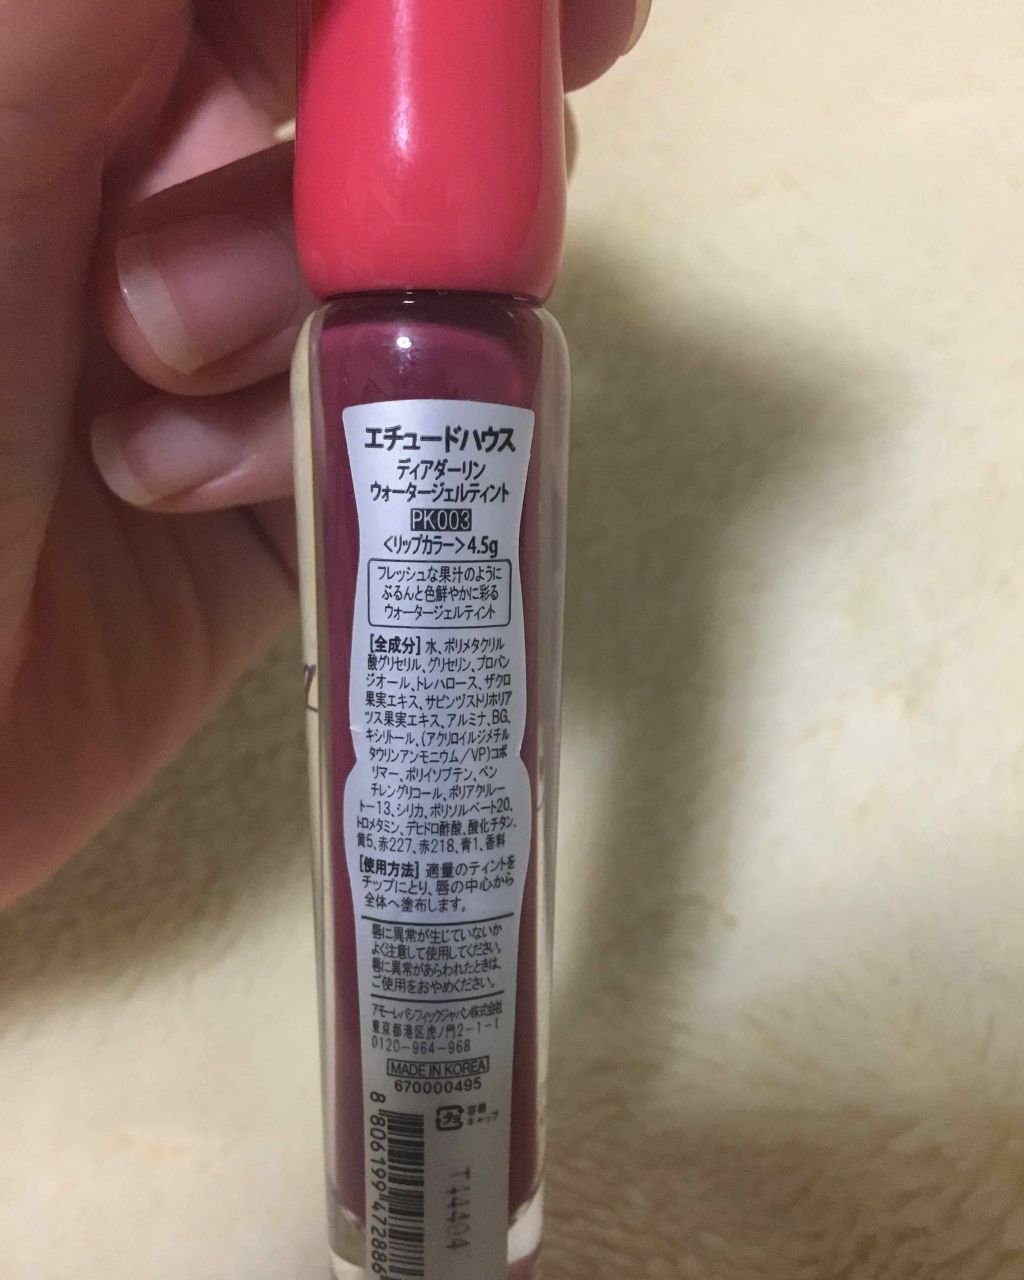 エチュードハウス
ディアダーリン
ウォータージェルティント
PK003
<リップカラー>4.5g
フレッシュな果汁のように
ぷるんと色鮮やかに彩る
ウォータージェルティント
[全成分] 水、ポリメタクリル
酸グリセリル、グリセリン、プロパン
ジオール、トレハロース、ザクロ
果実エキス、サピンヅストリホリア
ツス果実エキス、アルミナ、BG、
キシリトール、(アクリロイルジメチル
タウリンアンモニウム/VP)コポ
リマー、ポリイソブテン、ペン
チレングリコール、ポリアクリレー
ト-13、シリカ、ポリソルベート20、
トロメタミン、デヒドロ酢酸、酸化チタン、
黄5、赤227、赤218、青1、香料
[使用方法] 適量のティントを
チップにとり、唇の中心から
全体へ塗布します。
唇に異常が生じていないか
よく注意して使用してください。
唇に異常があらわれたときは、
ご使用をおやめください。
アモーレパシフィックジャパン株式会社
東京都港区虎ノ門2-1-1
0120-964-968
MADE IN KOREA
670000495
プラ 容器
キャップ
8 806199 472886